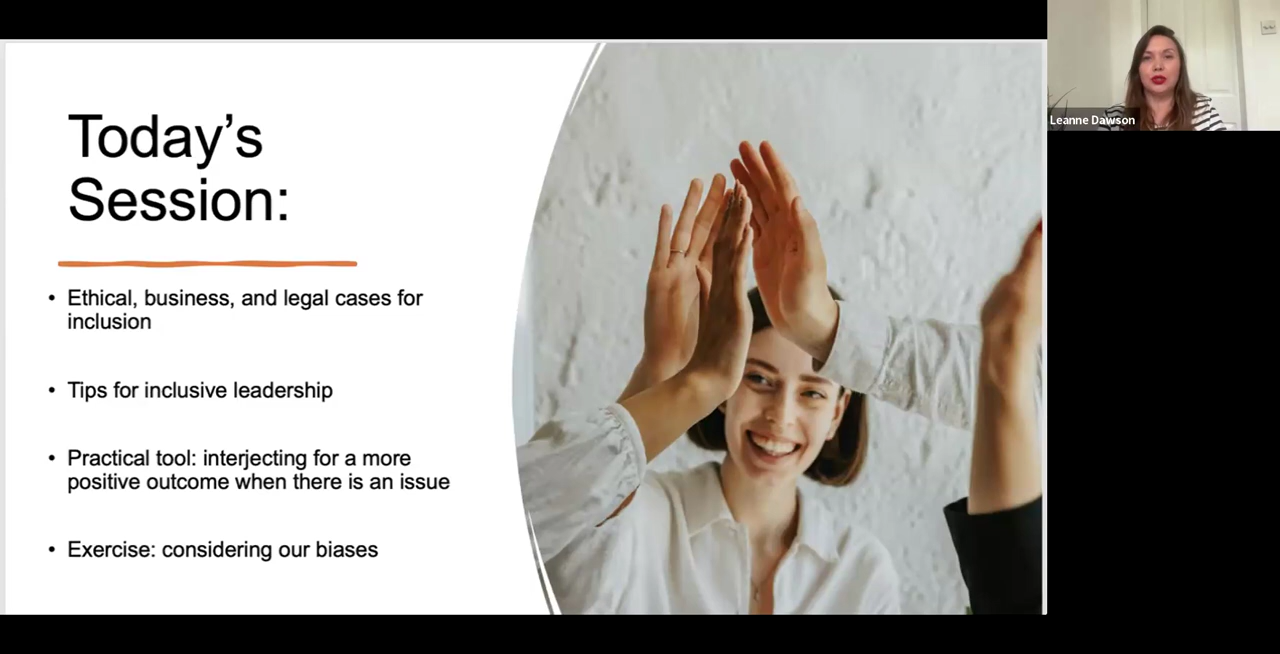 Today’s
Session:
• Ethical, business, and legal cases for
inclusion
• Tips for inclusive leadership
• Practical tool: interjecting for a more
positive outcome when there is an issue
• Exercise: considering our biases
Leanne Dawson